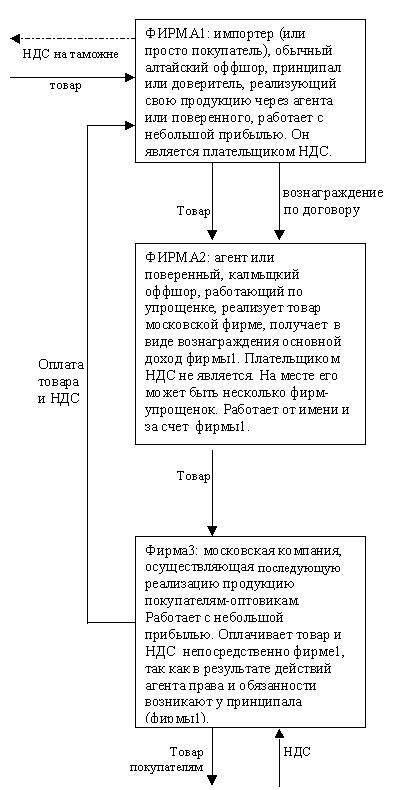 ФИРМА1: импортер (или
просто покупатель), обычный
алтайский оффшор, принципал
или доверитель, реализующий
свою продукцию через агента
или поверенного, работает с
небольшой прибылью. Он
является плательщиком НДС.
НДС на таможне
товар
Товар
вознаграждение
по договору
ФИРМА2: агент или
поверенный, калмыцкий
оффшор, работающий по
упрощенке, реализует товар
московской фирме, получает в
виде вознаграждения основной
доход фирмы1. Плательщиком
НДС не является. На месте его
может быть несколько фирм-
упрощенок. Работает от имени и
за счет фирмы1.
Оплата
товара
и НДС
Товар
Фирма3: московская компания,
осуществляющая последующую
реализацию продукцию
покупателям-оптовикам.
Работает с небольшой
прибылью. Оплачивает товар и
НДС непосредственно фирме1,
так как в результате действий
агента права и обязанности
возникают у принципала
(фирмы1).
Товар
покупателям
НДС